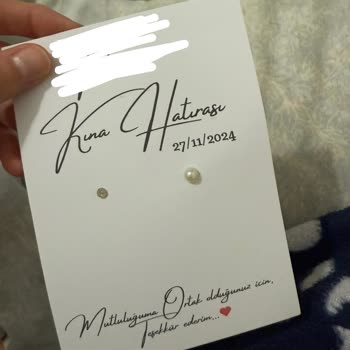 Kına Hatırası
27/11/2024
Mutluluğuma Ortak olduğunuz için,
Teşekkür ederim...❤